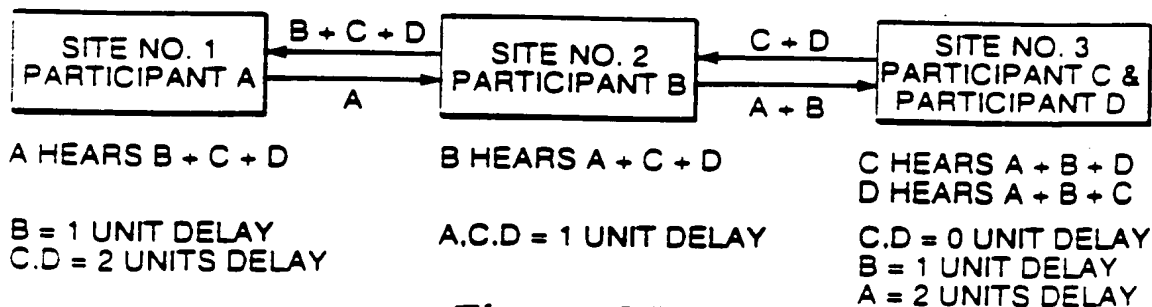 SITE NO. 1
PARTICIPANT A
B + C + D
A
SITE NO. 2
PARTICIPANT B
C + D
A + B
SITE NO. 3
PARTICIPANT C &
PARTICIPANT D
A HEARS B + C + D
B = 1 UNIT DELAY
C.D = 2 UNITS DELAY
B HEARS A + C + D
A.C.D = 1 UNIT DELAY
C HEARS A + B + D
D HEARS A + B + C
C.D = 0 UNIT DELAY
B = 1 UNIT DELAY
A = 2 UNITS DELAY